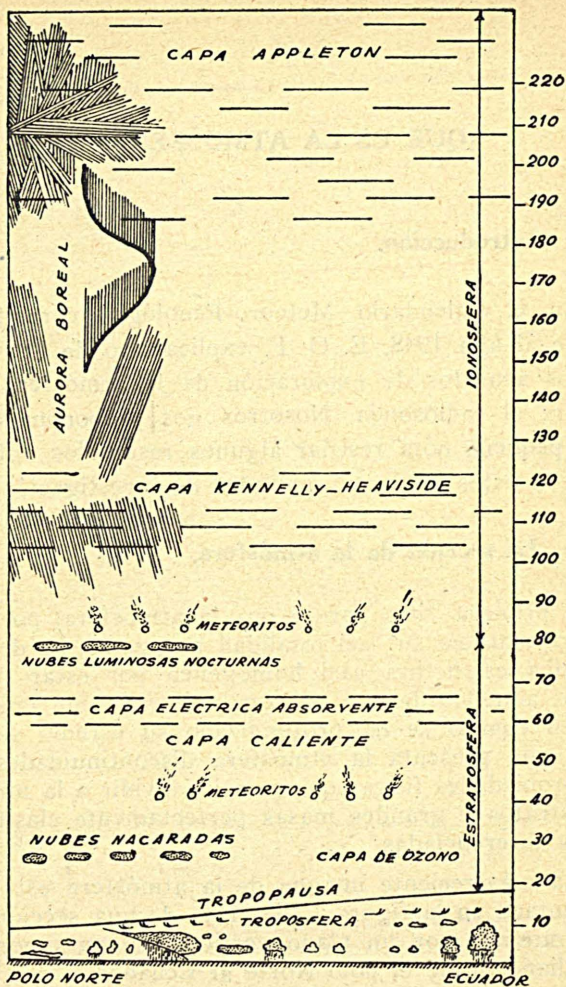 CAPA APPLETON
220
210
200
190
180
170
160
150
140
130
120
110
100
90
80
70
60
50
40
30
20
10
IONOSFERA
AURORA BOREAL
CAPA KENNELLY-HEAVISIDE
METEORITOS
NUBES LUMINOSAS NOCTURNAS
CAPA ELECTRICA ABSORVENTE
CAPA CALIENTE
ESTRATOSFERA
METEORITOS
NUBES NACARADAS
CAPA DE OZONO
TROPOPAUSA
TROPOSFERA
POLO NORTE
ECUADOR